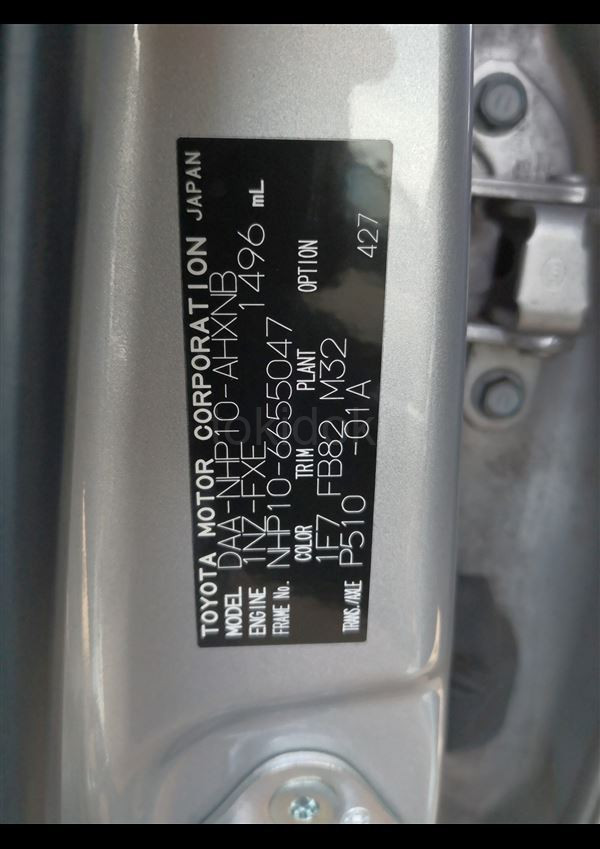 TOYOTA MOTOR CORPORATION JAPAN
MODEL DAA-NHP10-AHXNB
ENGINE 1NZ-FXE 1496 mL
FRAME No. NHP10-6655047
COLOR TRIM PLANT OPTION
1F7 FB82 M32
TRANS./AXLE P510 -01A 427